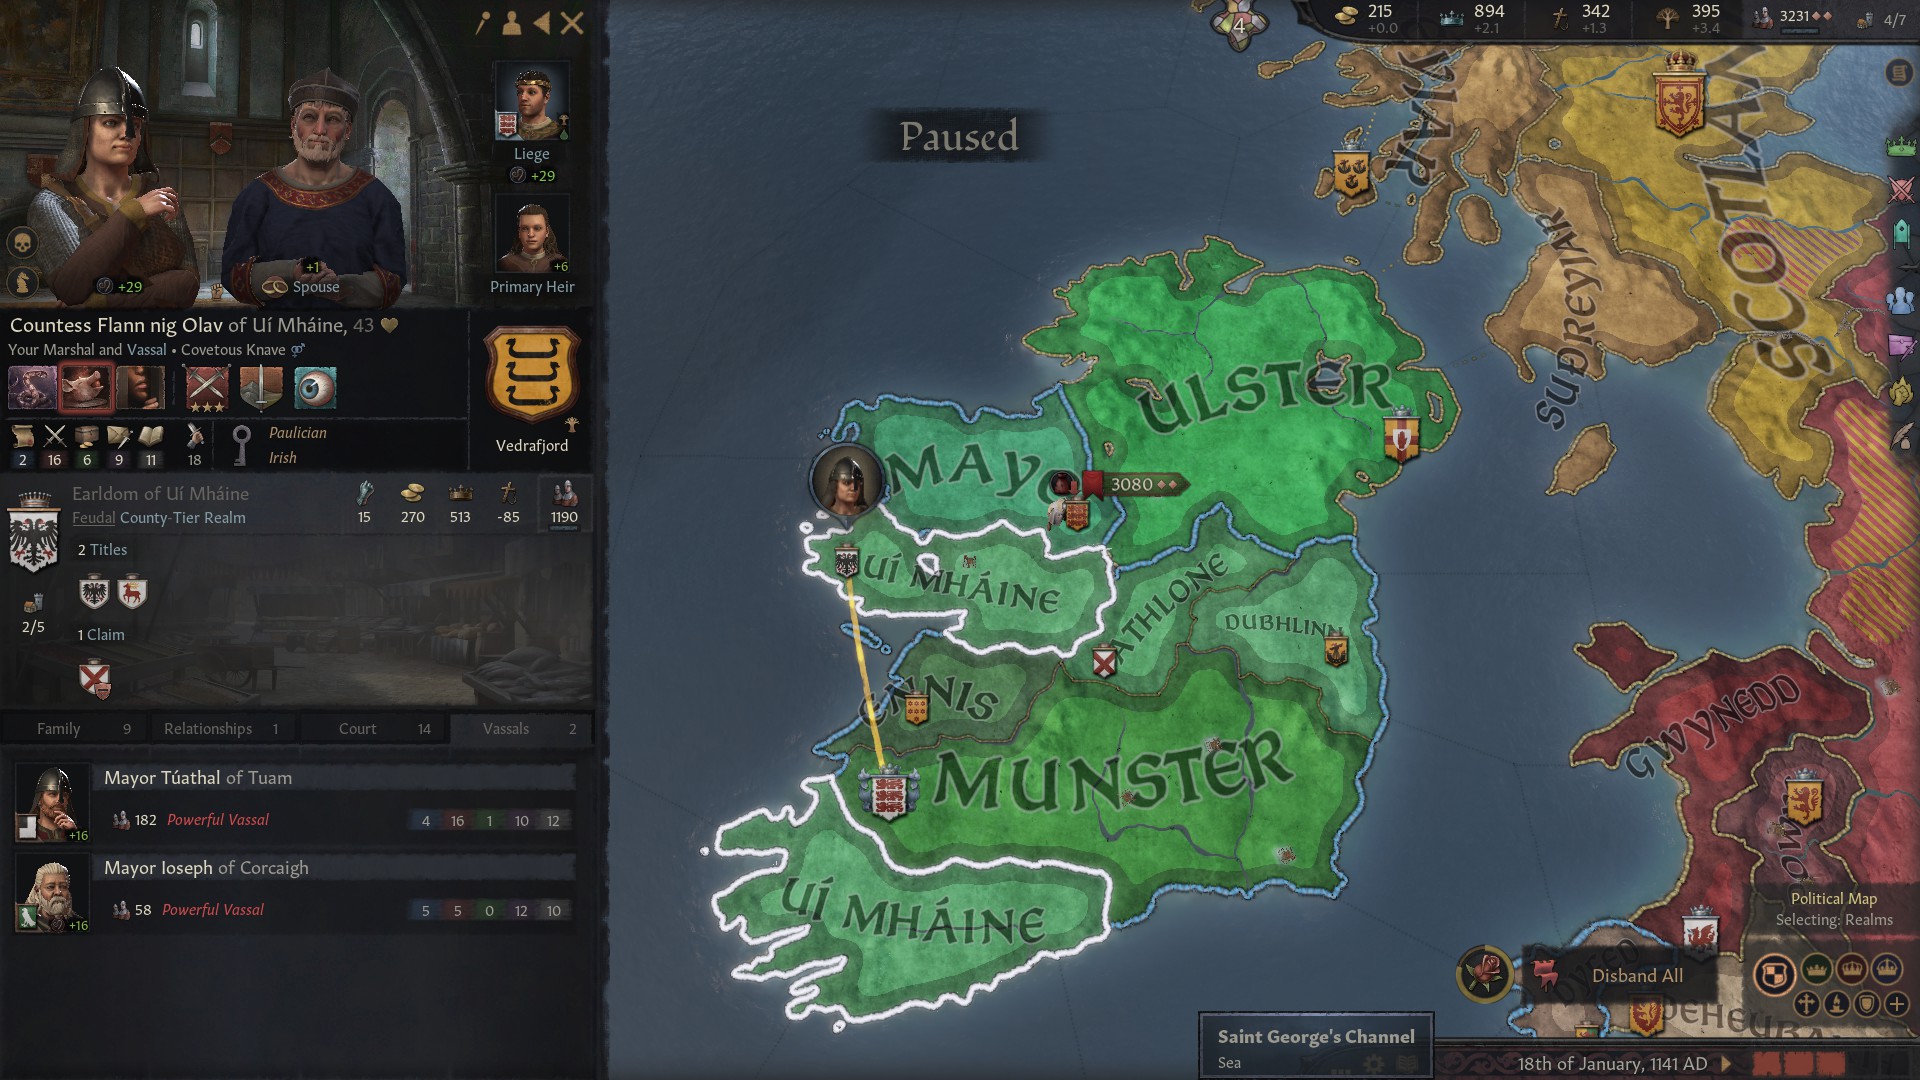 4
215
+0.0
894
+2.1
342
+1.3
395
+3.4
3231
4/7
Paused
Liege
+29
+6
Primary Heir
+29
+1
Spouse
Countess Flann nig Olav of Uí Mháine, 43
Your Marshal and Vassal • Covetous Knave
2 16 6 9 11 18
Paulician
Irish
Vedrafjord
Earldom of Uí Mháine
Feudal County-Tier Realm
15 270 513 -85 1190
2 Titles
2/5
1 Claim
Family 9
Relationships 1
Court 14
Vassals 2
Mayor Túathal of Tuam
182 Powerful Vassal
4 16 1 10 12
+16
Mayor Ioseph of Corcaigh
58 Powerful Vassal
5 5 0 12 10
+16
SCOTLAN
SUÐREYJAR
ULSTER
MAYO
3080
UÍ MHÁINE
ATHLONE
DUBHLINN
ENNIS
MUNSTER
UÍ MHÁINE
GWYNEDD
DYFED
DEHEUBA
Political Map
Selecting: Realms
Disband All
Saint George's Channel
Sea
18th of January, 1141 AD